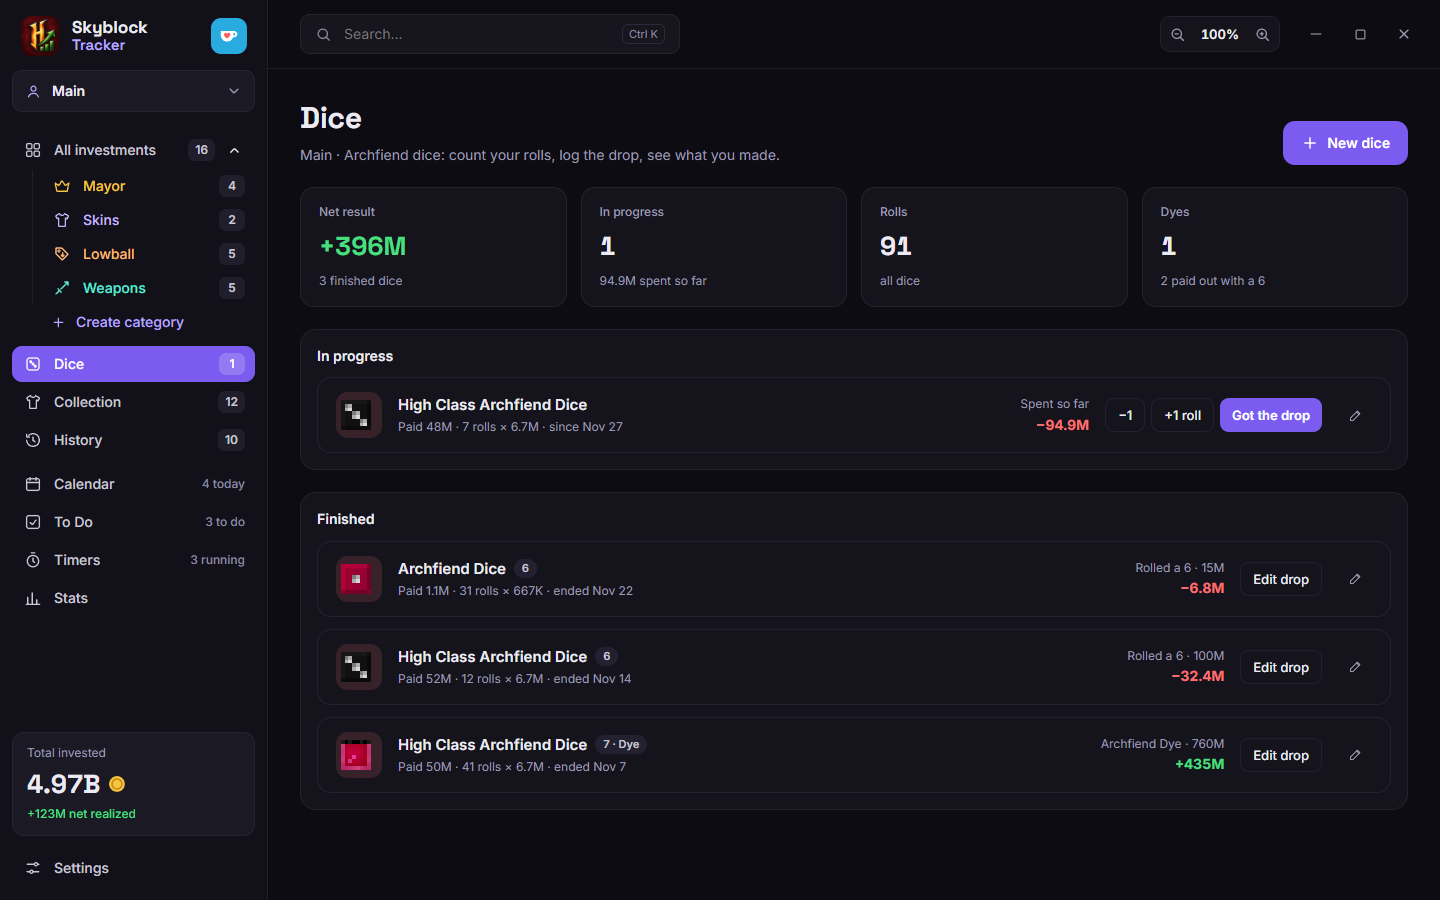 Skyblock
Tracker
Search...
Ctrl K
100%
Main
All investments 16
Mayor 4
Skins 2
Lowball 5
Weapons 5
Create category
Dice 1
Collection 12
History 10
Calendar 4 today
To Do 3 to do
Timers 3 running
Stats
Total invested
4.97B
+123M net realized
Settings
Dice
Main · Archfiend dice: count your rolls, log the drop, see what you made.
New dice
Net result
+396M
3 finished dice
In progress
1
94.9M spent so far
Rolls
91
all dice
Dyes
1
2 paid out with a 6
In progress
High Class Archfiend Dice
Paid 48M · 7 rolls × 6.7M · since Nov 27
Spent so far
−94.9M
−1
+1 roll
Got the drop
Finished
Archfiend Dice 6
Paid 1.1M · 31 rolls × 667K · ended Nov 22
Rolled a 6 · 15M
−6.8M
Edit drop
High Class Archfiend Dice 6
Paid 52M · 12 rolls × 6.7M · ended Nov 14
Rolled a 6 · 100M
−32.4M
Edit drop
High Class Archfiend Dice 7 · Dye
Paid 50M · 41 rolls × 6.7M · ended Nov 7
Archfiend Dye · 760M
+435M
Edit drop